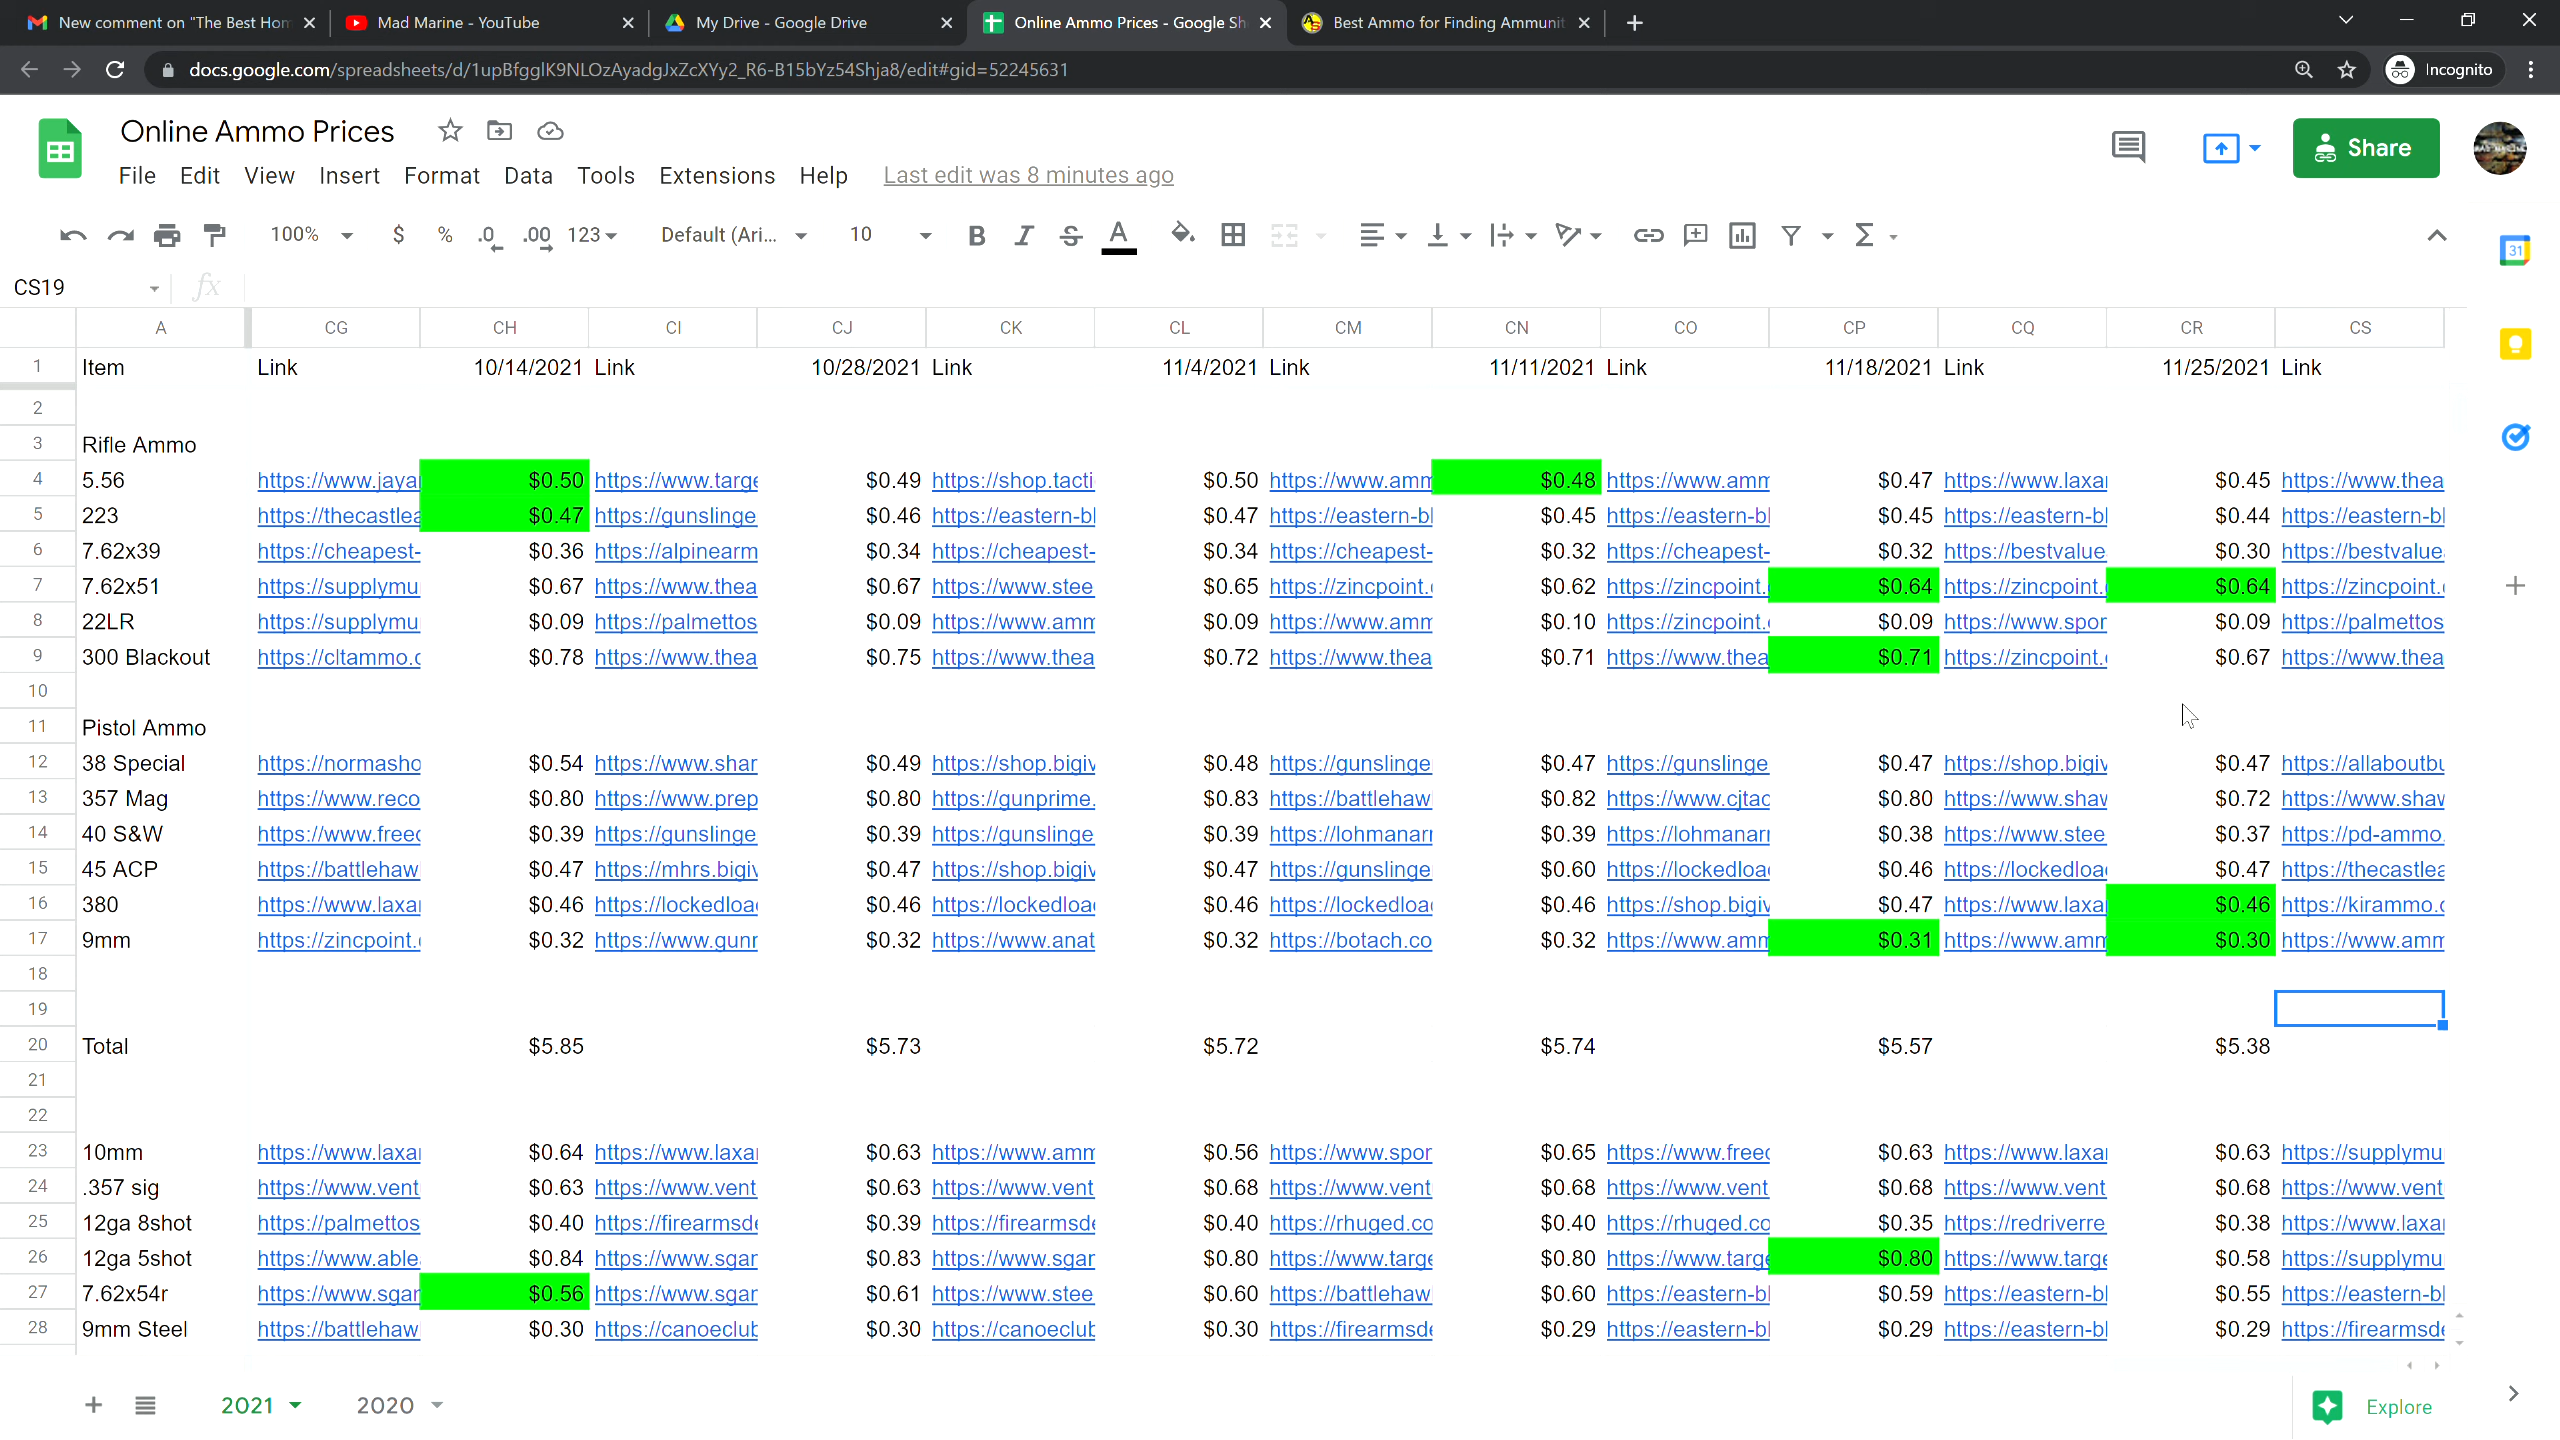 New comment on "The Best Hom
Mad Marine - YouTube
My Drive - Google Drive
Online Ammo Prices - Google Sh
Best Ammo for Finding Ammunit
docs.google.com/spreadsheets/d/1upBfgglK9NLOzAyadgJxZcXYy2_R6-B15bYz54Shja8/edit#gid=52245631
Incognito
Online Ammo Prices
Share
File Edit View Insert Format Data Tools Extensions Help Last edit was 8 minutes ago
100% $ % .0 .00 123 Default (Ari... 10 B I S A
31
CS19 fx
A CG CH CI CJ CK CL CM CN CO CP CQ CR CS
1 Item Link 10/14/2021 Link 10/28/2021 Link 11/4/2021 Link 11/11/2021 Link 11/18/2021 Link 11/25/2021 Link
2
3 Rifle Ammo
4 5.56 https://www.jaya $0.50 https://www.targe $0.49 https://shop.tacti $0.50 https://www.amm $0.48 https://www.amm $0.47 https://www.laxa $0.45 https://www.thea
5 223 https://thecastlea $0.47 https://gunslinge $0.46 https://eastern-bl $0.47 https://eastern-bl $0.45 https://eastern-bl $0.45 https://eastern-bl $0.44 https://eastern-bl
6 7.62x39 https://cheapest- $0.36 https://alpinearm $0.34 https://cheapest- $0.34 https://cheapest- $0.32 https://cheapest- $0.32 https://bestvalue $0.30 https://bestvalue
7 7.62x51 https://supplymu $0.67 https://www.thea $0.67 https://www.stee $0.65 https://zincpoint. $0.62 https://zincpoint. $0.64 https://zincpoint. $0.64 https://zincpoint.
8 22LR https://supplymu $0.09 https://palmettos $0.09 https://www.amm $0.09 https://www.amm $0.10 https://zincpoint. $0.09 https://www.spor $0.09 https://palmettos
9 300 Blackout https://cltammo.c $0.78 https://www.thea $0.75 https://www.thea $0.72 https://www.thea $0.71 https://www.thea $0.71 https://zincpoint. $0.67 https://www.thea
10
11 Pistol Ammo
12 38 Special https://normasho $0.54 https://www.shar $0.49 https://shop.bigiv $0.48 https://gunslinge $0.47 https://gunslinge $0.47 https://shop.bigiv $0.47 https://allaboutbu
13 357 Mag https://www.reco $0.80 https://www.prep $0.80 https://gunprime. $0.83 https://battlehaw $0.82 https://www.cjtac $0.80 https://www.shaw $0.72 https://www.shaw
14 40 S&W https://www.freec $0.39 https://gunslinge $0.39 https://gunslinge $0.39 https://lohmanarr $0.39 https://lohmanarr $0.38 https://www.stee $0.37 https://pd-ammo.
15 45 ACP https://battlehaw $0.47 https://mhrs.bigiv $0.47 https://shop.bigiv $0.47 https://gunslinge $0.60 https://lockedloa $0.46 https://lockedloa $0.47 https://thecastlea
16 380 https://www.laxa $0.46 https://lockedloa $0.46 https://lockedloa $0.46 https://lockedloa $0.46 https://shop.bigiv $0.47 https://www.laxa $0.46 https://kirammo.c
17 9mm https://zincpoint. $0.32 https://www.gunr $0.32 https://www.anat $0.32 https://botach.co $0.32 https://www.amm $0.31 https://www.amm $0.30 https://www.amm
18
19
20 Total $5.85 $5.73 $5.72 $5.74 $5.57 $5.38
21
22
23 10mm https://www.laxa $0.64 https://www.laxa $0.63 https://www.amm $0.56 https://www.spor $0.65 https://www.freec $0.63 https://www.laxa $0.63 https://supplymu
24 .357 sig https://www.vent $0.63 https://www.vent $0.63 https://www.vent $0.68 https://www.vent $0.68 https://www.vent $0.68 https://www.vent $0.68 https://www.vent
25 12ga 8shot https://palmettos $0.40 https://firearmsde $0.39 https://firearmsde $0.40 https://rhuged.co $0.40 https://rhuged.co $0.35 https://redriverre $0.38 https://www.laxa
26 12ga 5shot https://www.able $0.84 https://www.sgar $0.83 https://www.sgar $0.80 https://www.targe $0.80 https://www.targe $0.80 https://www.targe $0.58 https://supplymu
27 7.62x54r https://www.sgar $0.56 https://www.sgar $0.61 https://www.stee $0.60 https://battlehaw $0.60 https://eastern-bl $0.59 https://eastern-bl $0.55 https://eastern-bl
28 9mm Steel https://battlehaw $0.30 https://canoeclub $0.30 https://canoeclub $0.30 https://firearmsde $0.29 https://eastern-bl $0.29 https://eastern-bl $0.29 https://firearmsde
2021 2020 Explore